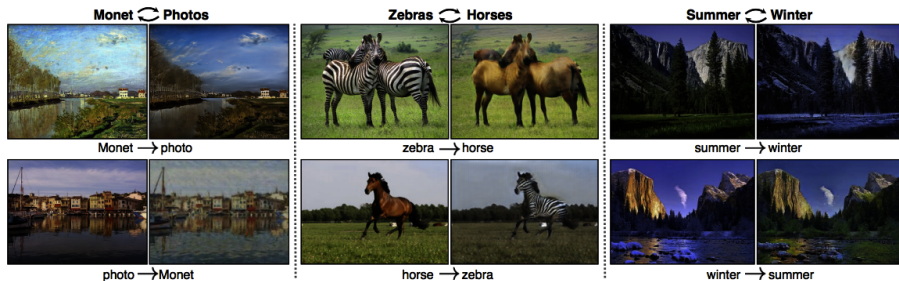 Monet Photos
Zebras Horses
Summer Winter
Monet → photo
zebra → horse
summer → winter
photo → Monet
horse → zebra
winter → summer